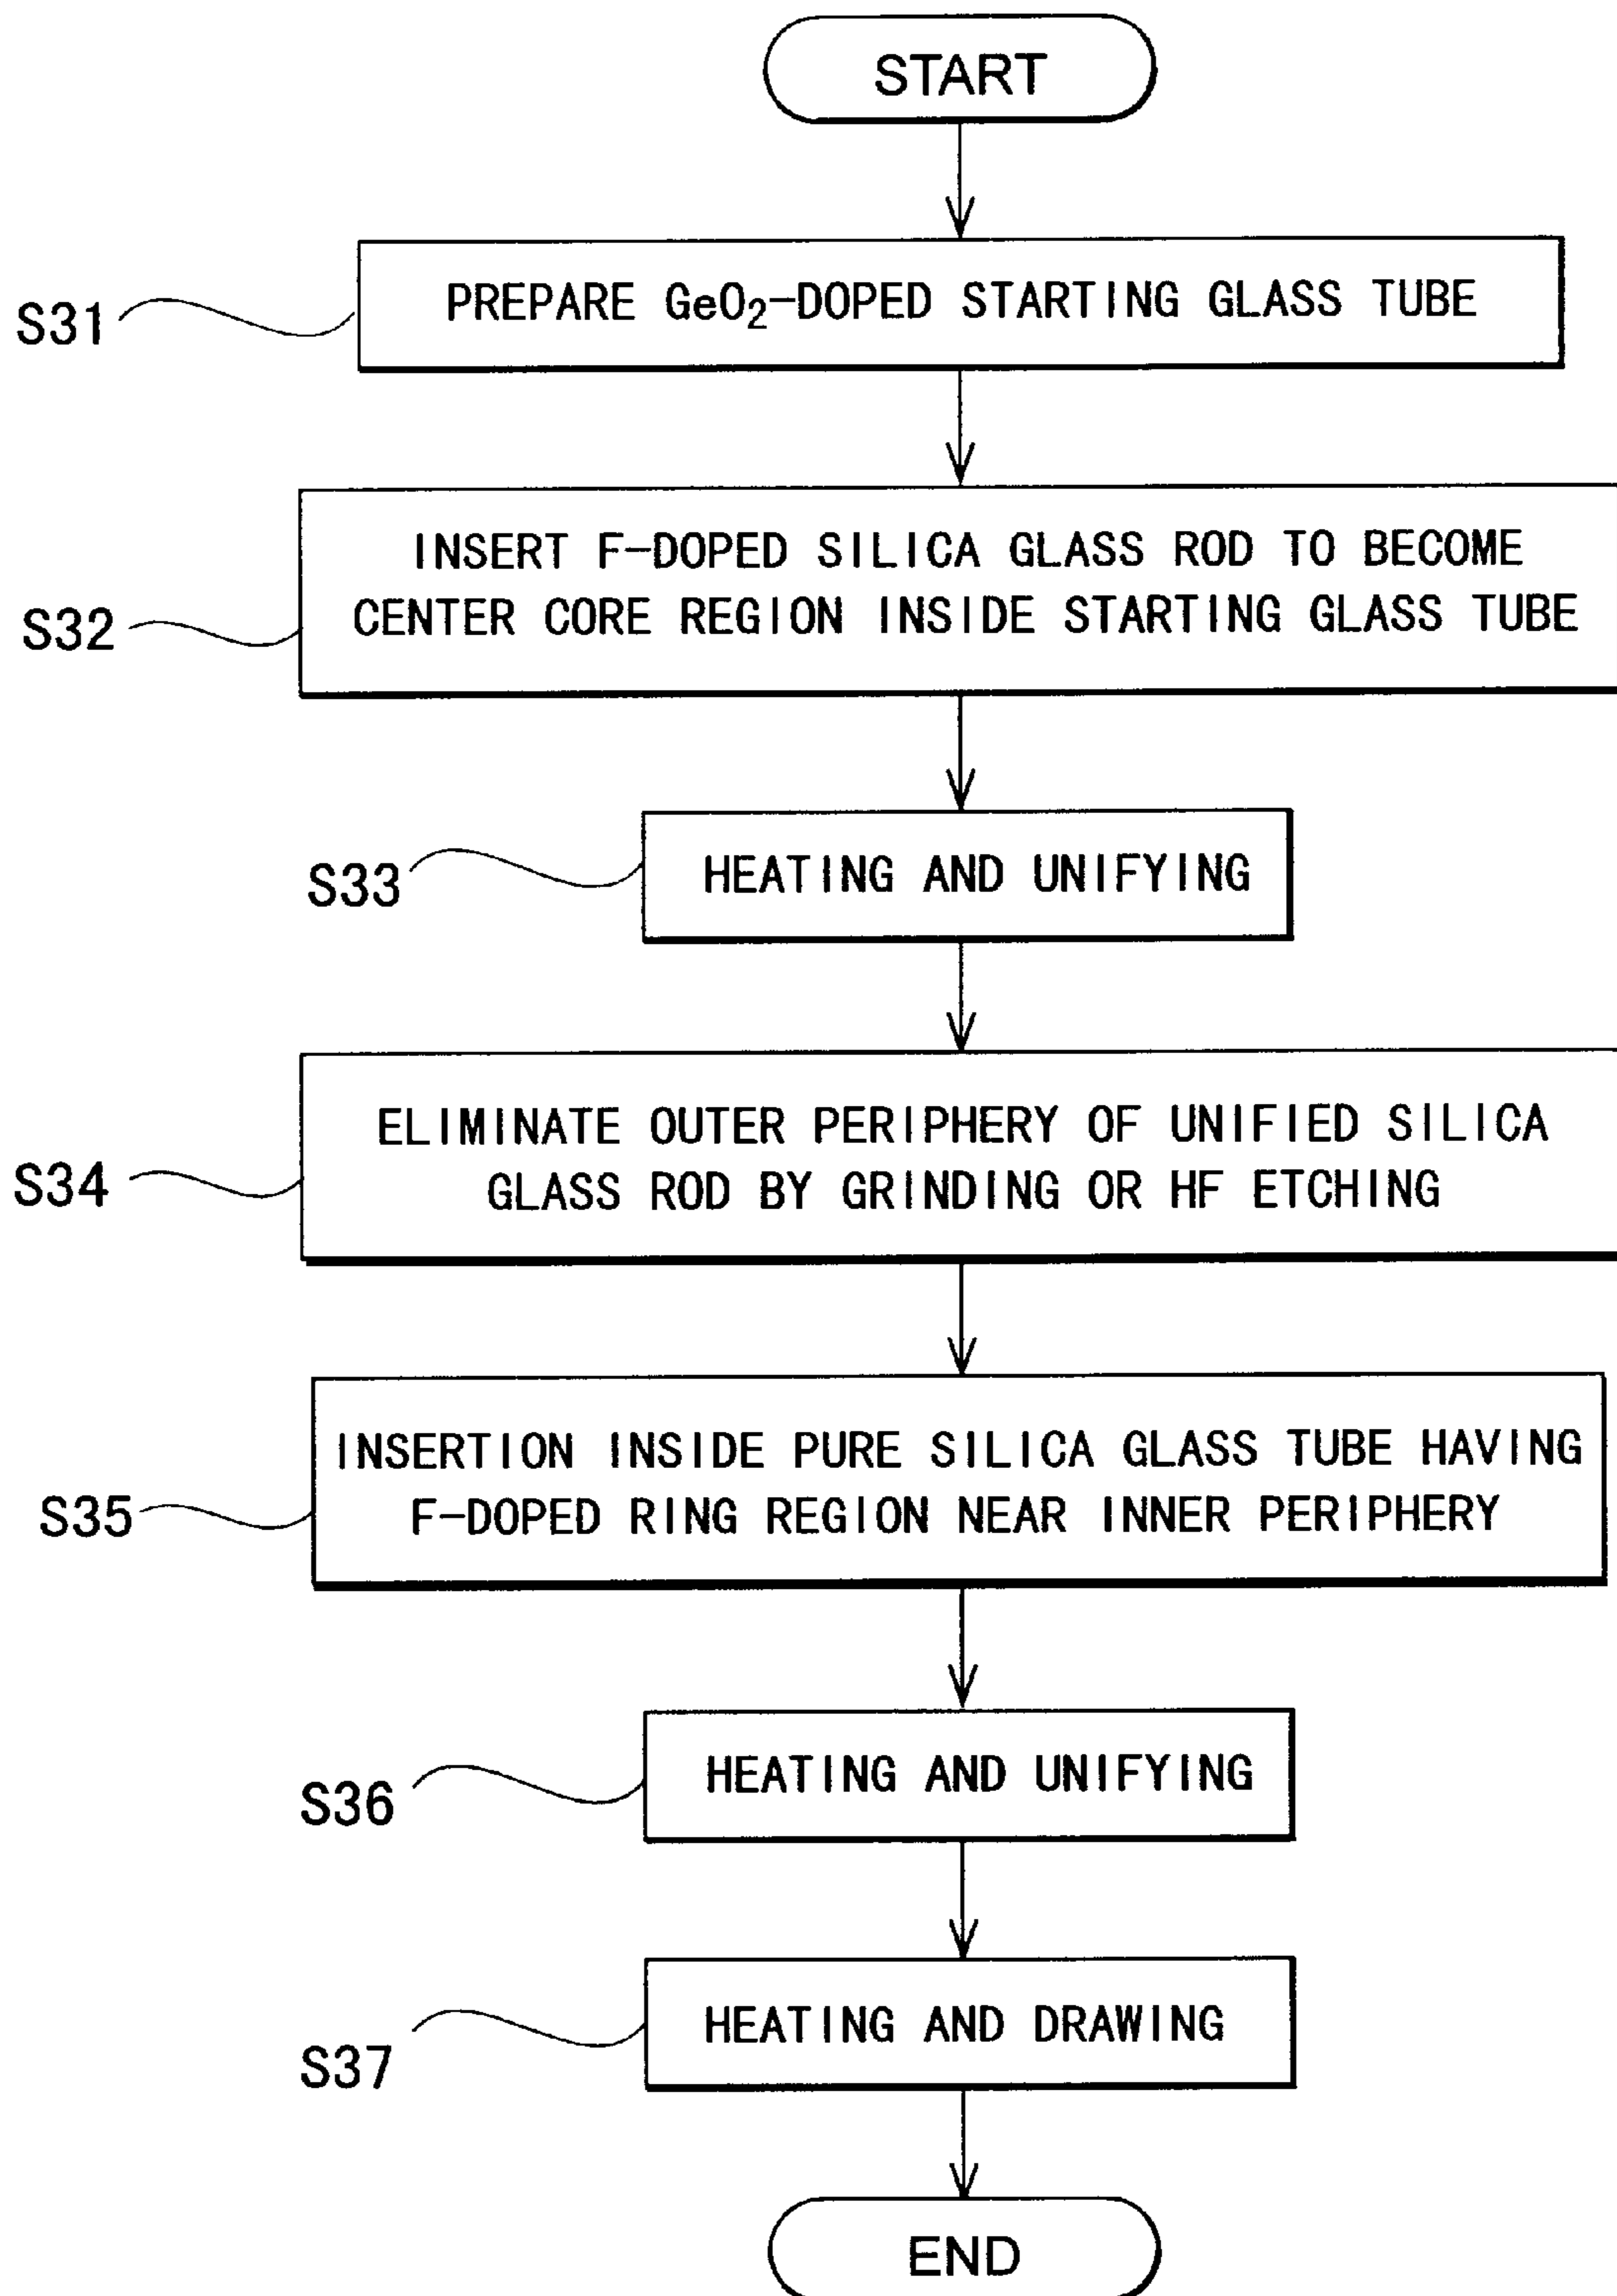 START
S31
PREPARE GeO₂-DOPED STARTING GLASS TUBE
S32
INSERT F-DOPED SILICA GLASS ROD TO BECOME
CENTER CORE REGION INSIDE STARTING GLASS TUBE
S33
HEATING AND UNIFYING
S34
ELIMINATE OUTER PERIPHERY OF UNIFIED SILICA
GLASS ROD BY GRINDING OR HF ETCHING
S35
INSERTION INSIDE PURE SILICA GLASS TUBE HAVING
F-DOPED RING REGION NEAR INNER PERIPHERY
S36
HEATING AND UNIFYING
S37
HEATING AND DRAWING
END